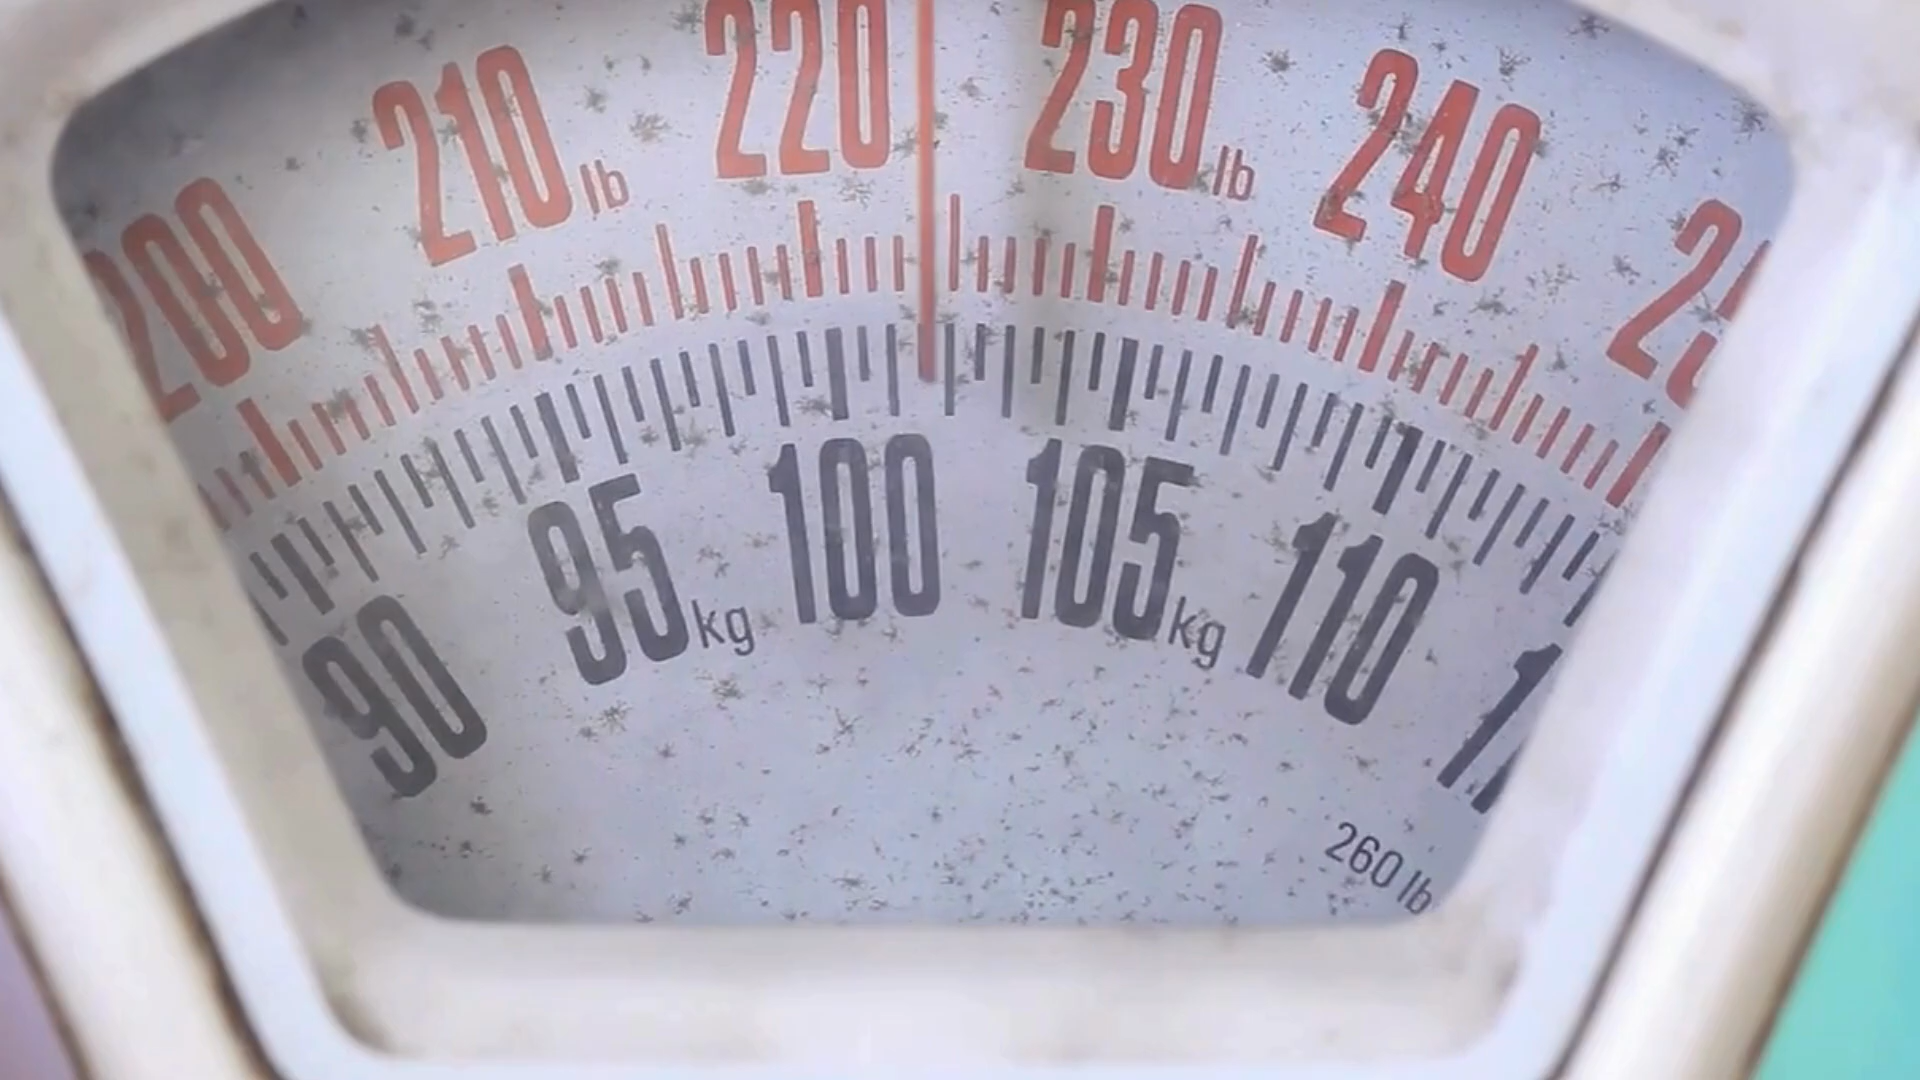 200 210 lb 220 230 lb 240
90 95 kg 100 105 kg 110
260 lb